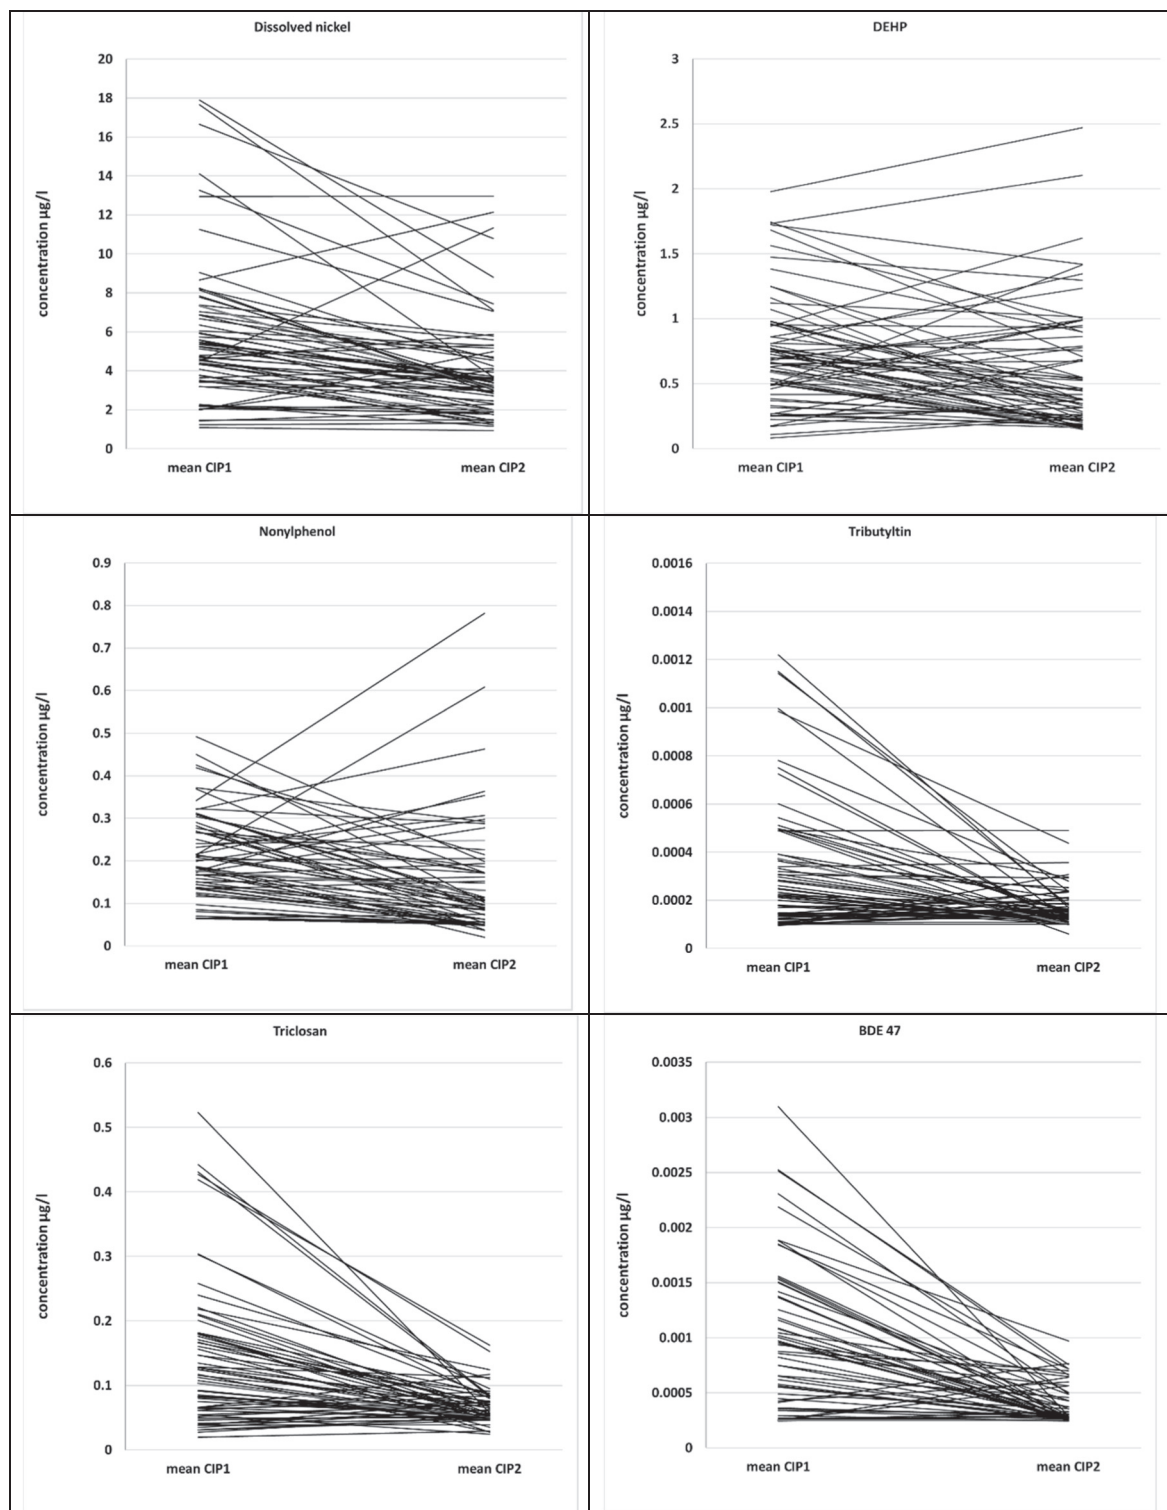 Dissolved nickel
20
18
16
14
12
10
8
6
4
2
0
concentration µg/l
mean CIP1 mean CIP2
DEHP
3
2.5
2
1.5
1
0.5
0
concentration µg/l
mean CIP1 mean CIP2
Nonylphenol
0.9
0.8
0.7
0.6
0.5
0.4
0.3
0.2
0.1
0
concentration µg/l
mean CIP1 mean CIP2
Tributyltin
0.0016
0.0014
0.0012
0.001
0.0008
0.0006
0.0004
0.0002
0
concentration µg/l
mean CIP1 mean CIP2
Triclosan
0.6
0.5
0.4
0.3
0.2
0.1
0
concentration µg/l
mean CIP1 mean CIP2
BDE 47
0.0035
0.003
0.0025
0.002
0.0015
0.001
0.0005
0
concentration µg/l
mean CIP1 mean CIP2